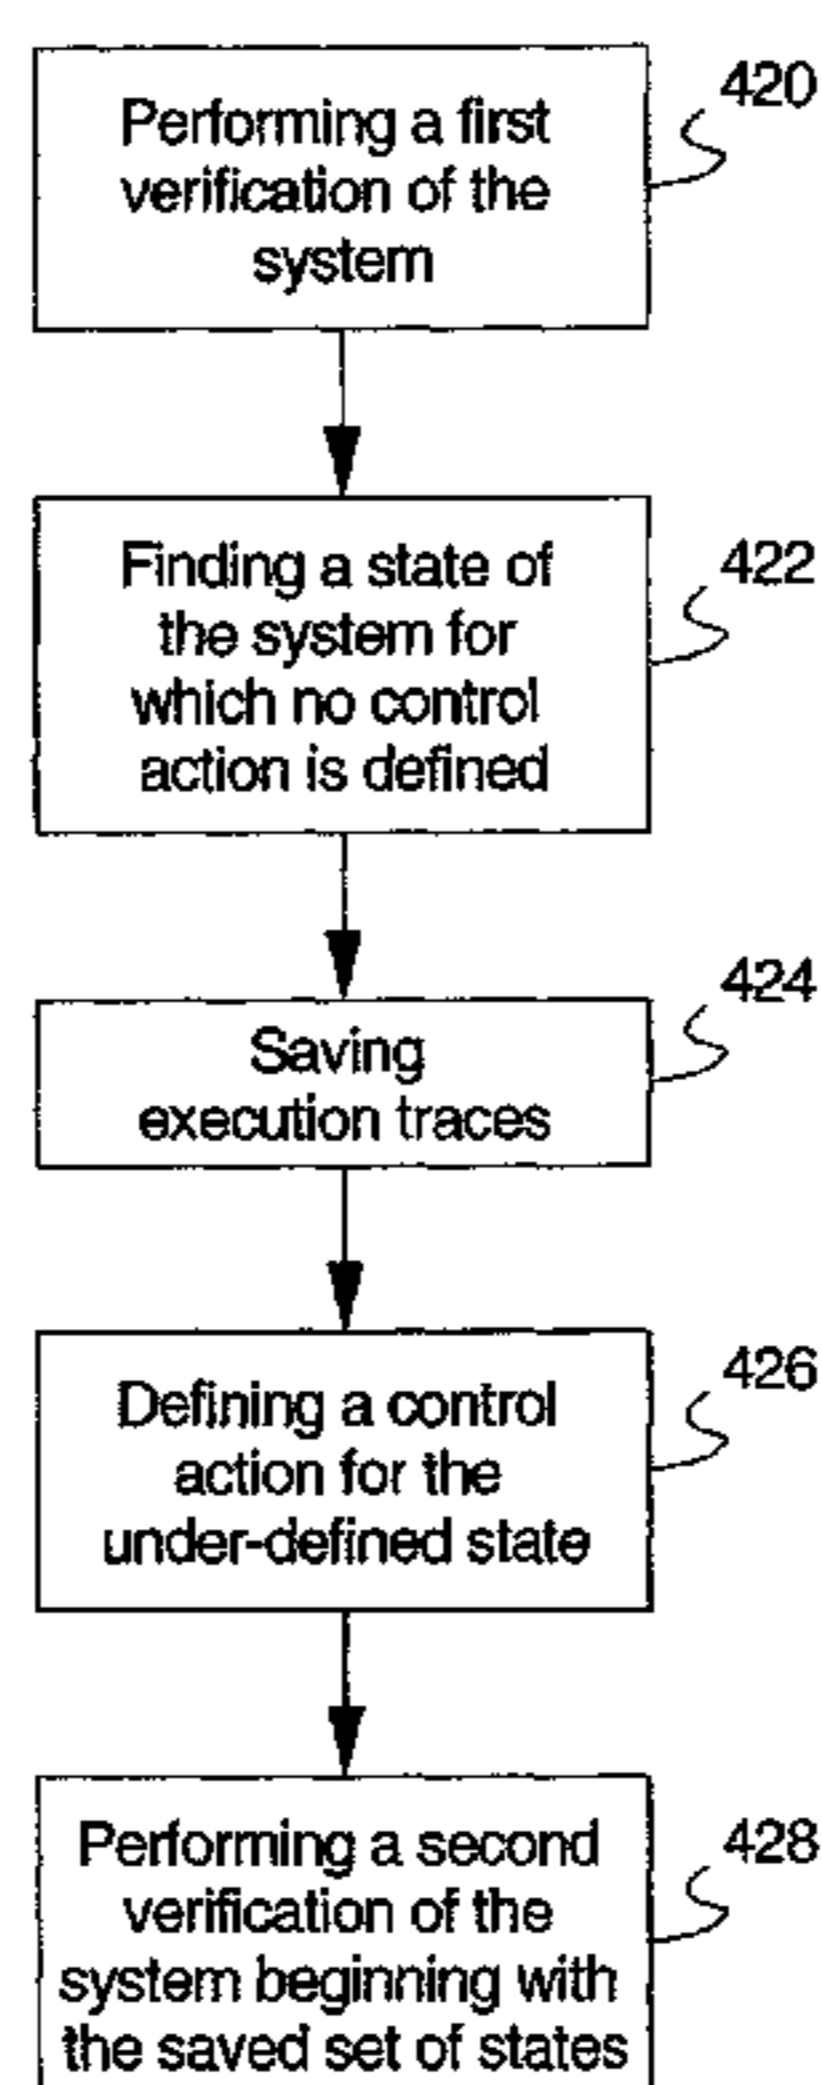 Performing a first
verification of the
system
420
Finding a state of
the system for
which no control
action is defined
422
Saving
execution traces
424
Defining a control
action for the
under-defined state
426
Performing a second
verification of the
system beginning with
the saved set of states
428